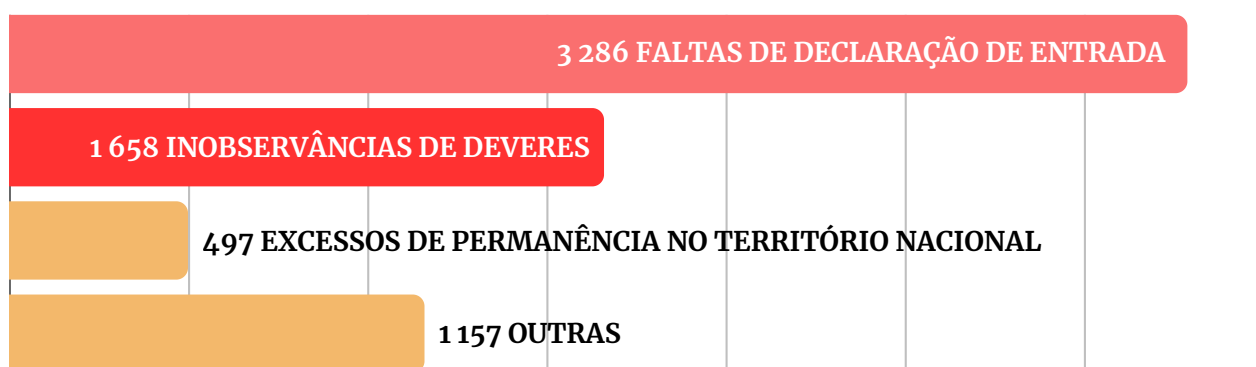 3 286 FALTAS DE DECLARAÇÃO DE ENTRADA
1 658 INOBSERVÂNCIAS DE DEVERES
497 EXCESSOS DE PERMANÊNCIA NO TERRITÓRIO NACIONAL
1 157 OUTRAS